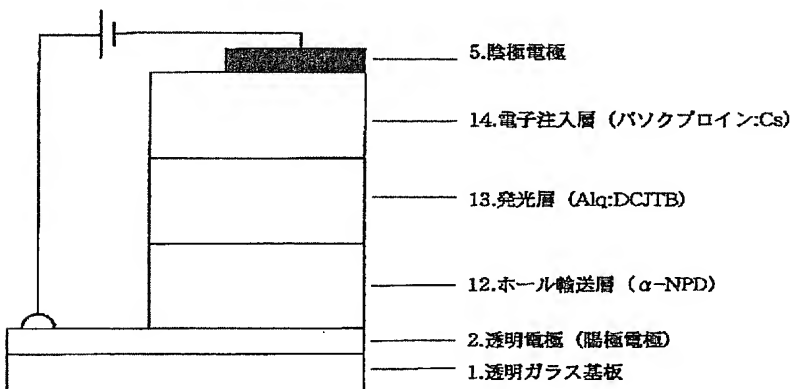 5.陰極電極
14.電子注入層 (バソクプロイン:Cs)
13.発光層 (Alq:DCJTB)
12.ホール輸送層 (α-NPD)
2.透明電極 (陽極電極)
1.透明ガラス基板